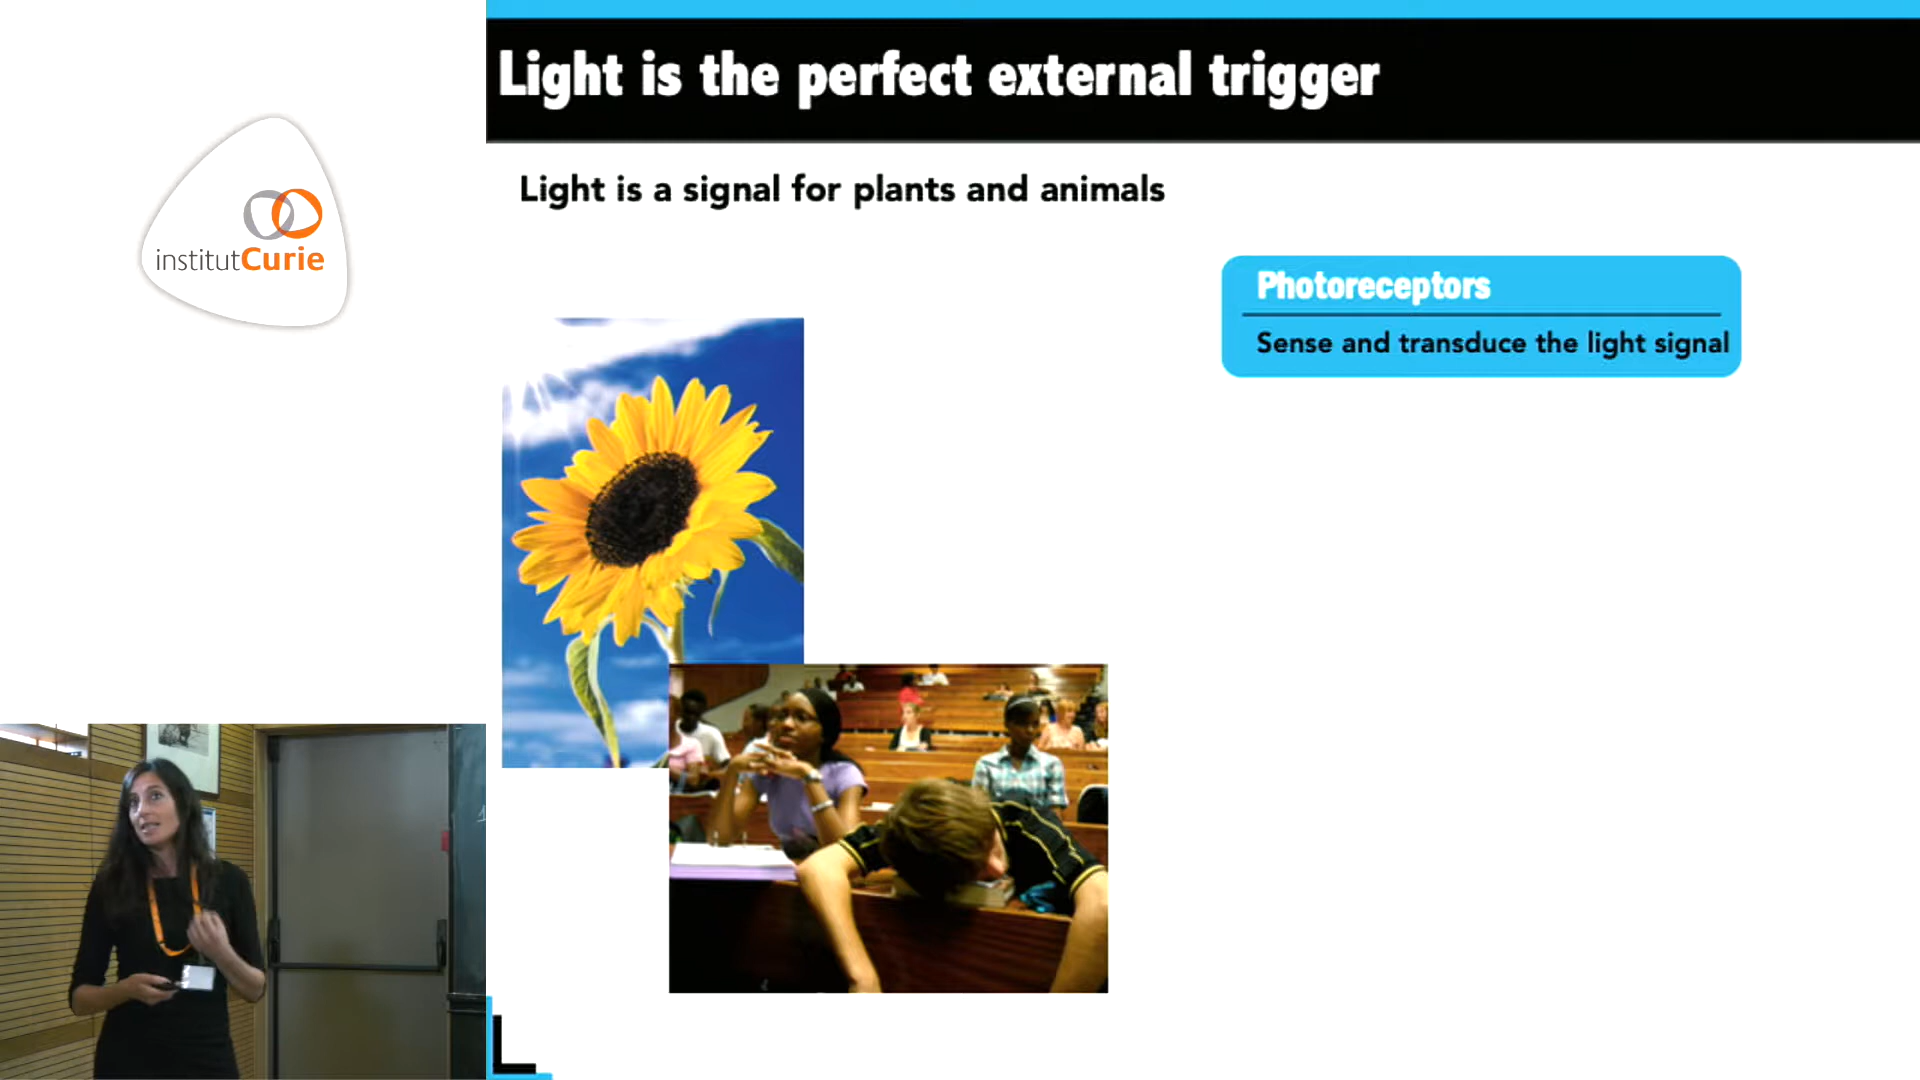 Light is the perfect external trigger
institutCurie
Light is a signal for plants and animals
Photoreceptors
Sense and transduce the light signal